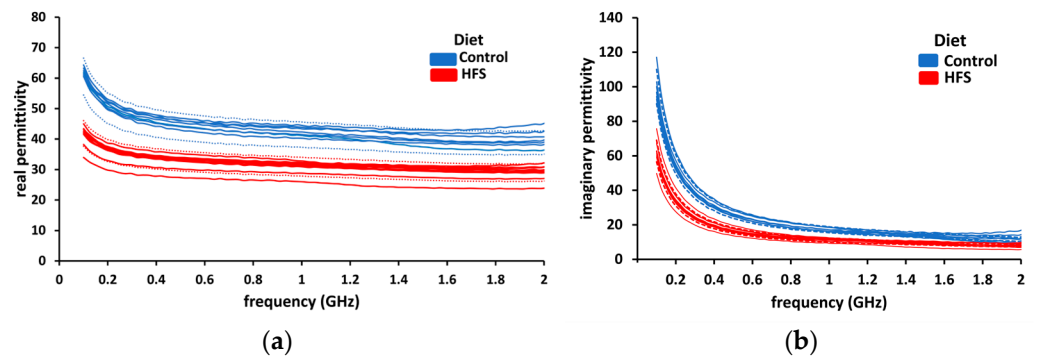 80
70
60
50
40
30
20
10
0
real permittivity
0 0.2 0.4 0.6 0.8 1 1.2 1.4 1.6 1.8 2
frequency (GHz)
Diet
Control
HFS
(a)
140
120
100
80
60
40
20
0
imaginary permittivity
0.2 0.4 0.6 0.8 1 1.2 1.4 1.6 1.8 2
frequency (GHz)
Diet
Control
HFS
(b)